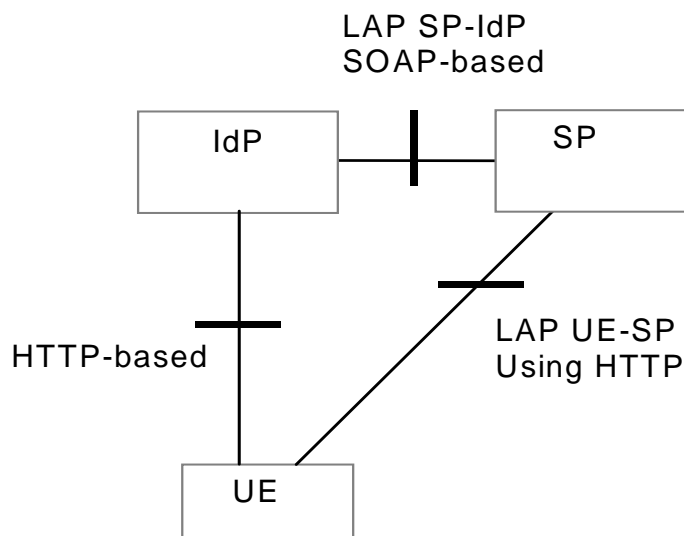 LAP SP-IdP
SOAP-based
IdP
SP
HTTP-based
LAP UE-SP
Using HTTP
UE